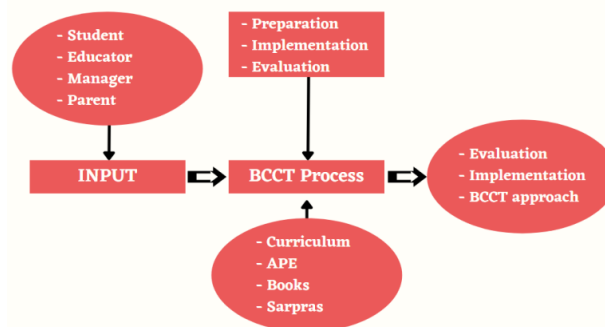 - Student
- Educator
- Manager
- Parent
- Preparation
- Implementation
- Evaluation
INPUT
BCCT Process
- Evaluation
- Implementation
- BCCT approach
- Curriculum
- APE
- Books
- Sarpras